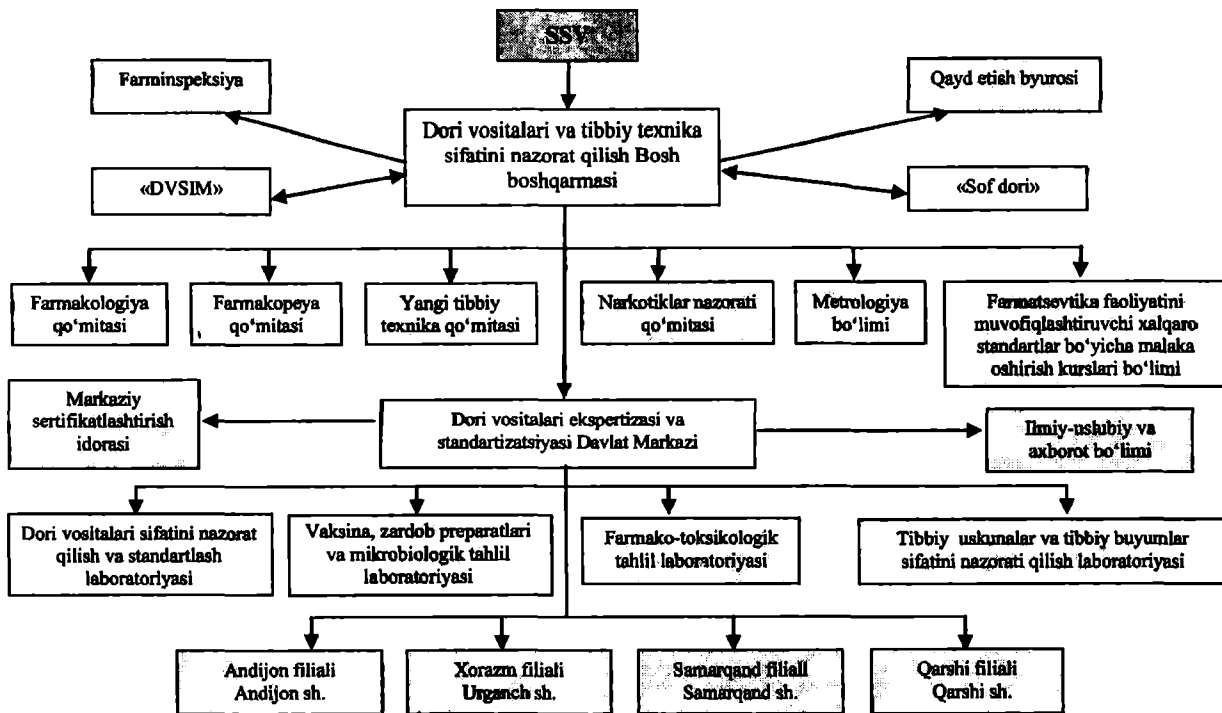 SSV
Farminspeksiya
Qayd etish byurosi
Dori vositalari va tibbiy texnika
sifatini nazorat qilish Bosh
boshqarmasi
«DVSIM»
«Sof dori»
Farmakologiya
qo‘mitasi
Farmakopeya
qo‘mitasi
Yangi tibbiy
texnika qo‘mitasi
Narkotiklar nazorati
qo‘mitasi
Metrologiya
bo‘limi
Farmatsevtika faoliyatini
muvofiqlashtiruvchi xalqaro
standartlar bo‘yicha malaka
oshirish kurslari bo‘limi
Markaziy
sertifikatlashtirish
idorasi
Dori vositalari ekspertizasi va
standartizatsiyasi Davlat Markazi
Ilmiy-uslubiy va
axborot bo‘limi
Dori vositalari sifatini nazorat
qilish va standartlash
laboratoriyasi
Vaksina, zardob preparatlari
va mikrobiologik tahlil
laboratoriyasi
Farmako-toksikologik
tahlil laboratoriyasi
Tibbiy uskunalar va tibbiy buyumlar
sifatini nazorati qilish laboratoriyasi
Andijon filiali
Andijon sh.
Xorazm filiali
Urganch sh.
Samarqand filiali
Samarqand sh.
Qarshi filiali
Qarshi sh.